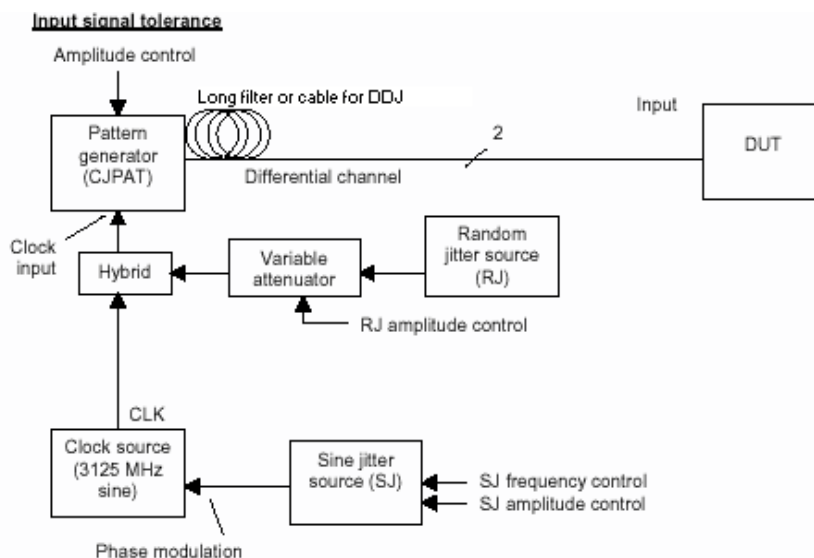 Input signal tolerance
Amplitude control
Long filter or cable for DDJ
Pattern
generator
(CJPAT)
Differential channel
2
Input
DUT
Clock
input
Hybrid
Variable
attenuator
Random
jitter source
(RJ)
RJ amplitude control
CLK
Clock source
(3125 MHz
sine)
Sine jitter
source (SJ)
SJ frequency control
SJ amplitude control
Phase modulation